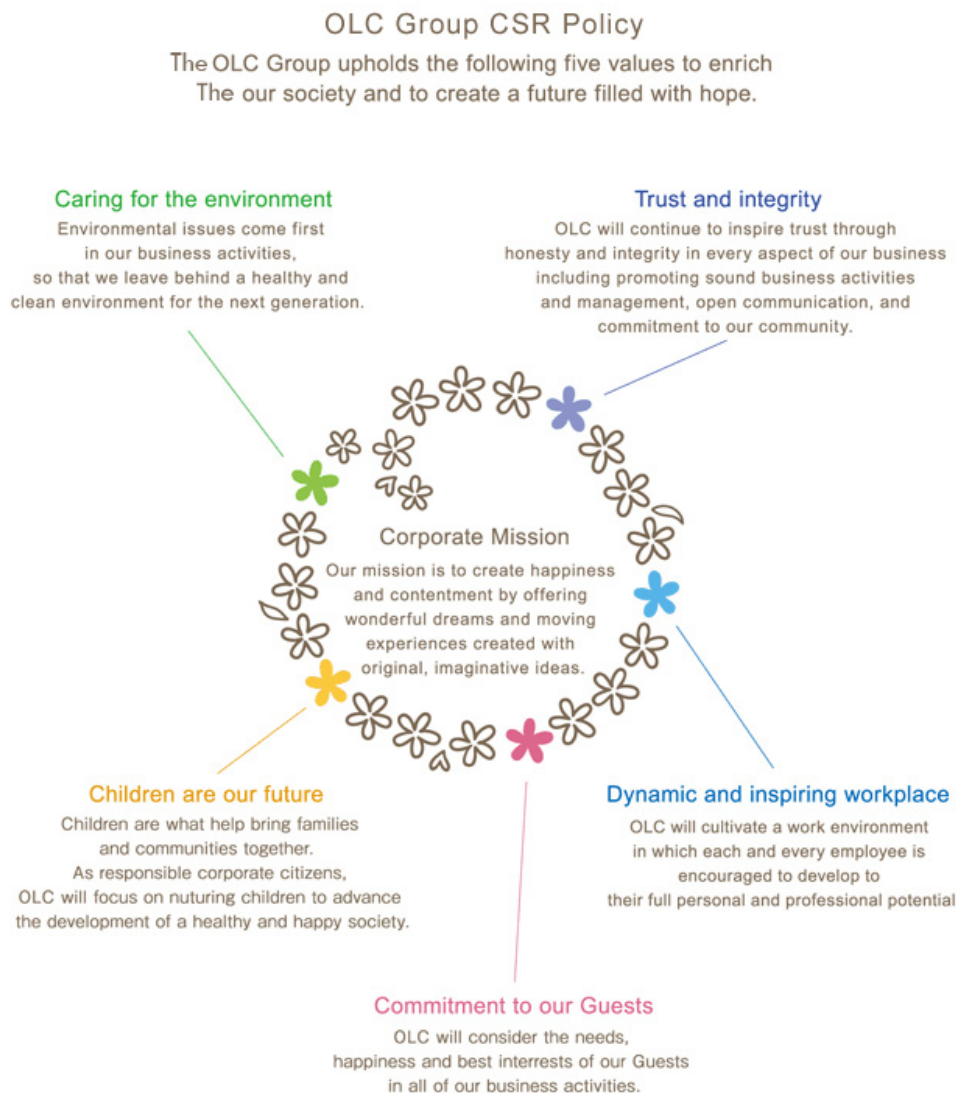 OLC Group CSR Policy
The OLC Group upholds the following five values to enrich
The our society and to create a future filled with hope.
Caring for the environment
Environmental issues come first
in our business activities,
so that we leave behind a healthy and
clean environment for the next generation.
Trust and integrity
OLC will continue to inspire trust through
honesty and integrity in every aspect of our business
including promoting sound business activities
and management, open communication, and
commitment to our community.
Corporate Mission
Our mission is to create happiness
and contentment by offering
wonderful dreams and moving
experiences created with
original, imaginative ideas.
Children are our future
Children are what help bring families
and communities together.
As responsible corporate citizens,
OLC will focus on nuturing children to advance
the development of a healthy and happy society.
Dynamic and inspiring workplace
OLC will cultivate a work environment
in which each and every employee is
encouraged to develop to
their full personal and professional potential
Commitment to our Guests
OLC will consider the needs,
happiness and best interrests of our Guests
in all of our business activities.